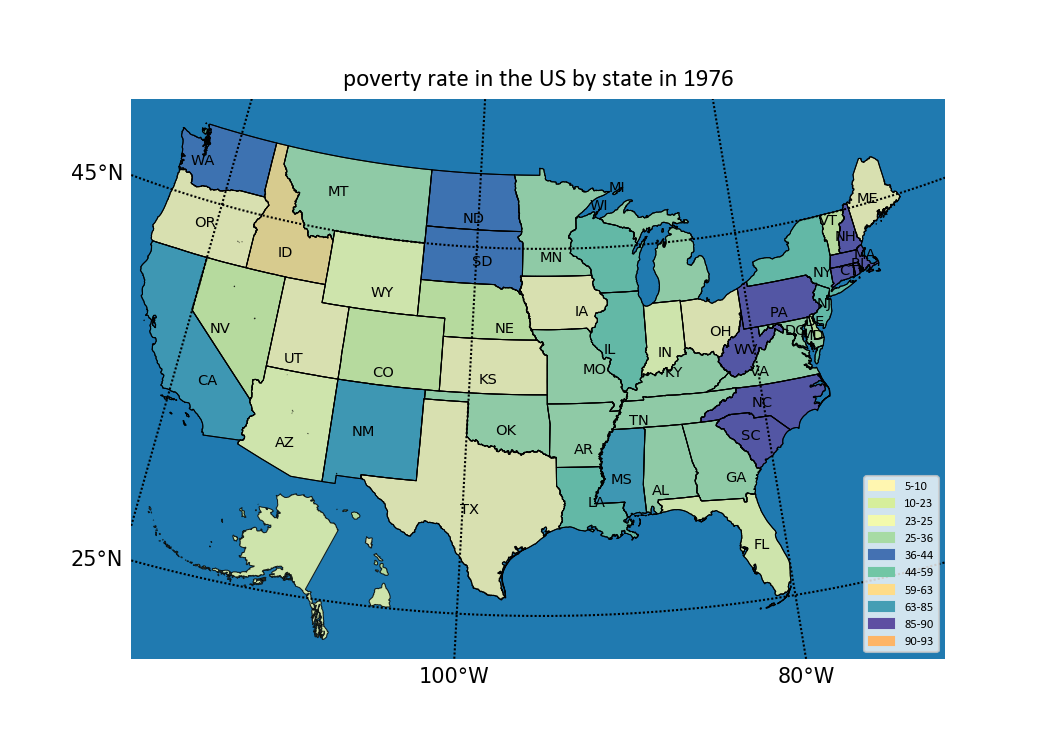 poverty rate in the US by state in 1976
45°N
25°N
100°W
80°W
WA
MT
ND
MI
WI
ME
VT
NH
MA
OR
ID
SD
MN
NY
CT
WY
IA
PA
NJ
DE
NV
NE
OH
DC
MD
UT
CO
KS
MO
IL
IN
WV
KY
VA
CA
AZ
NM
OK
AR
TN
NC
SC
MS
AL
GA
TX
LA
FL
5-10
10-23
23-25
25-36
36-44
44-59
59-63
63-85
85-90
90-93